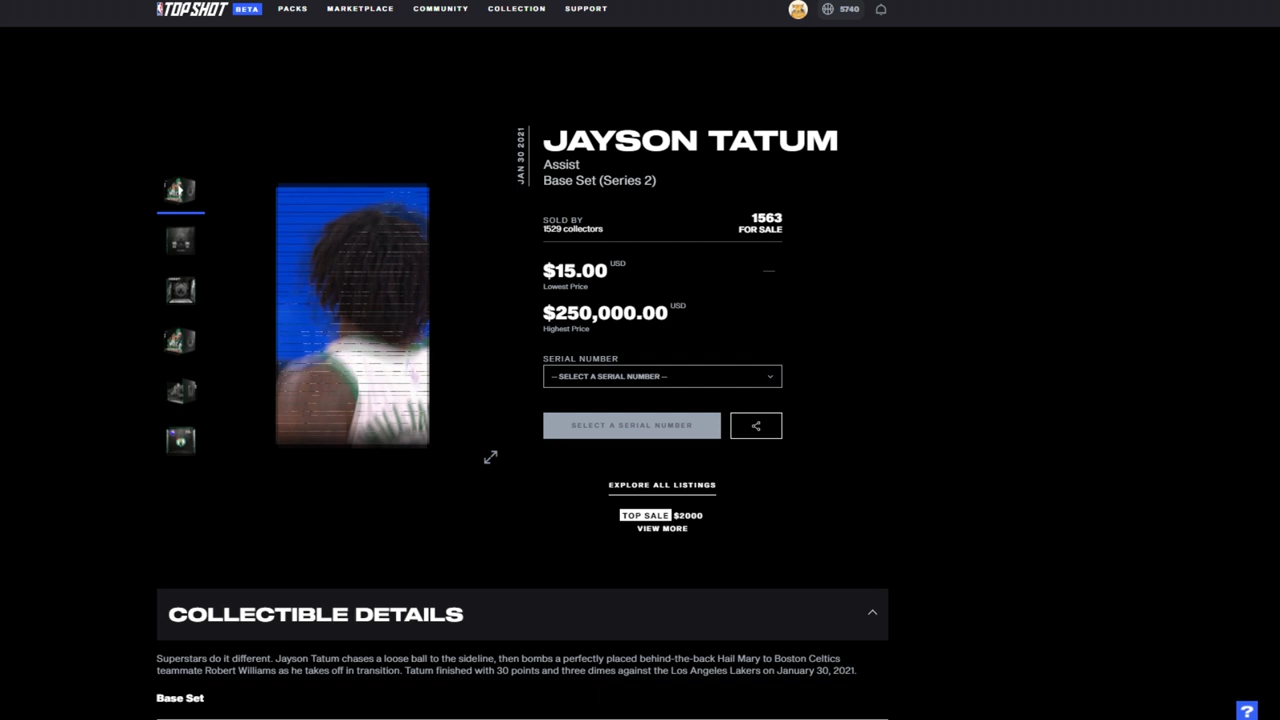 TOP SHOT BETA PACKS MARKETPLACE COMMUNITY COLLECTION SUPPORT 5740
JAN 30 2021
JAYSON TATUM
Assist
Base Set (Series 2)
SOLD BY
1529 collectors
1563
FOR SALE
$15.00 USD
Lowest Price
$250,000.00 USD
Highest Price
SERIAL NUMBER
-- SELECT A SERIAL NUMBER --
SELECT A SERIAL NUMBER
EXPLORE ALL LISTINGS
TOP SALE $2000
VIEW MORE
COLLECTIBLE DETAILS
Superstars do it different. Jayson Tatum chases a loose ball to the sideline, then bombs a perfectly placed behind-the-back Hail Mary to Boston Celtics
teammate Robert Williams as he takes off in transition. Tatum finished with 30 points and three dimes against the Los Angeles Lakers on January 30, 2021.
Base Set
?